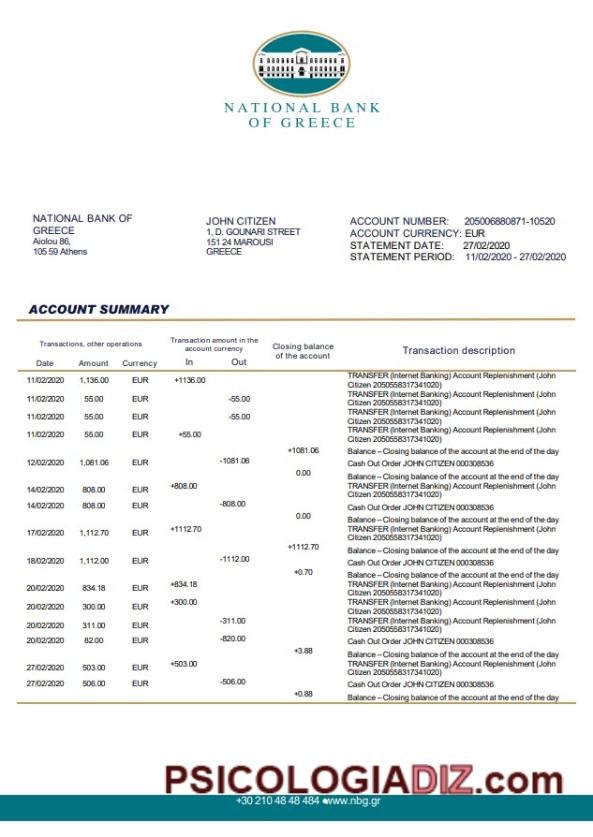 NATIONAL BANK
OF GREECE
NATIONAL BANK OF
GREECE
Aiolou 86,
105 59 Athens
JOHN CITIZEN
1, D. GOUNARI STREET
151 24 MAROUSI
GREECE
ACCOUNT NUMBER: 205006880871-10520
ACCOUNT CURRENCY: EUR
STATEMENT DATE: 27/02/2020
STATEMENT PERIOD: 11/02/2020 - 27/02/2020
ACCOUNT SUMMARY
Transactions, other operations
Transaction amount in the
account currency
Closing balance
of the account
Transaction description
Date Amount Currency In Out
11/02/2020 1,136.00 EUR +1136.00 TRANSFER (Internet Banking) Account Replenishment (John
Citizen 2050558317341020)
11/02/2020 55.00 EUR -55.00 TRANSFER (Internet Banking) Account Replenishment (John
Citizen 2050558317341020)
11/02/2020 55.00 EUR -55.00 TRANSFER (Internet Banking) Account Replenishment (John
Citizen 2050558317341020)
11/02/2020 55.00 EUR +55.00 TRANSFER (Internet Banking) Account Replenishment (John
Citizen 2050558317341020)
+1081.06 Balance – Closing balance of the account at the end of the day
12/02/2020 1,081.06 EUR -1081.06 Cash Out Order JOHN CITIZEN 000308536
0.00 Balance – Closing balance of the account at the end of the day
14/02/2020 808.00 EUR +808.00 TRANSFER (Internet Banking) Account Replenishment (John
Citizen 2050558317341020)
14/02/2020 808.00 EUR -808.00 Cash Out Order JOHN CITIZEN 000308536
0.00 Balance – Closing balance of the account at the end of the day
17/02/2020 1,112.70 EUR +1112.70 TRANSFER (Internet Banking) Account Replenishment (John
Citizen 2050558317341020)
+1112.70 Balance – Closing balance of the account at the end of the day
18/02/2020 1,112.00 EUR -1112.00 Cash Out Order JOHN CITIZEN 000308536
+0.70 Balance – Closing balance of the account at the end of the day
20/02/2020 834.18 EUR +834.18 TRANSFER (Internet Banking) Account Replenishment (John
Citizen 2050558317341020)
20/02/2020 300.00 EUR +300.00 TRANSFER (Internet Banking) Account Replenishment (John
Citizen 2050558317341020)
20/02/2020 311.00 EUR -311.00 TRANSFER (Internet Banking) Account Replenishment (John
Citizen 2050558317341020)
20/02/2020 82.00 EUR -820.00 Cash Out Order JOHN CITIZEN 000308536
+3.88 Balance – Closing balance of the account at the end of the day
27/02/2020 503.00 EUR +503.00 TRANSFER (Internet Banking) Account Replenishment (John
Citizen 2050558317341020)
27/02/2020 506.00 EUR -506.00 Cash Out Order JOHN CITIZEN 000308536
+0.88 Balance – Closing balance of the account at the end of the day
PSICOLOGIADIZ.com
+30 210 48 48 484 ●www.nbg.gr